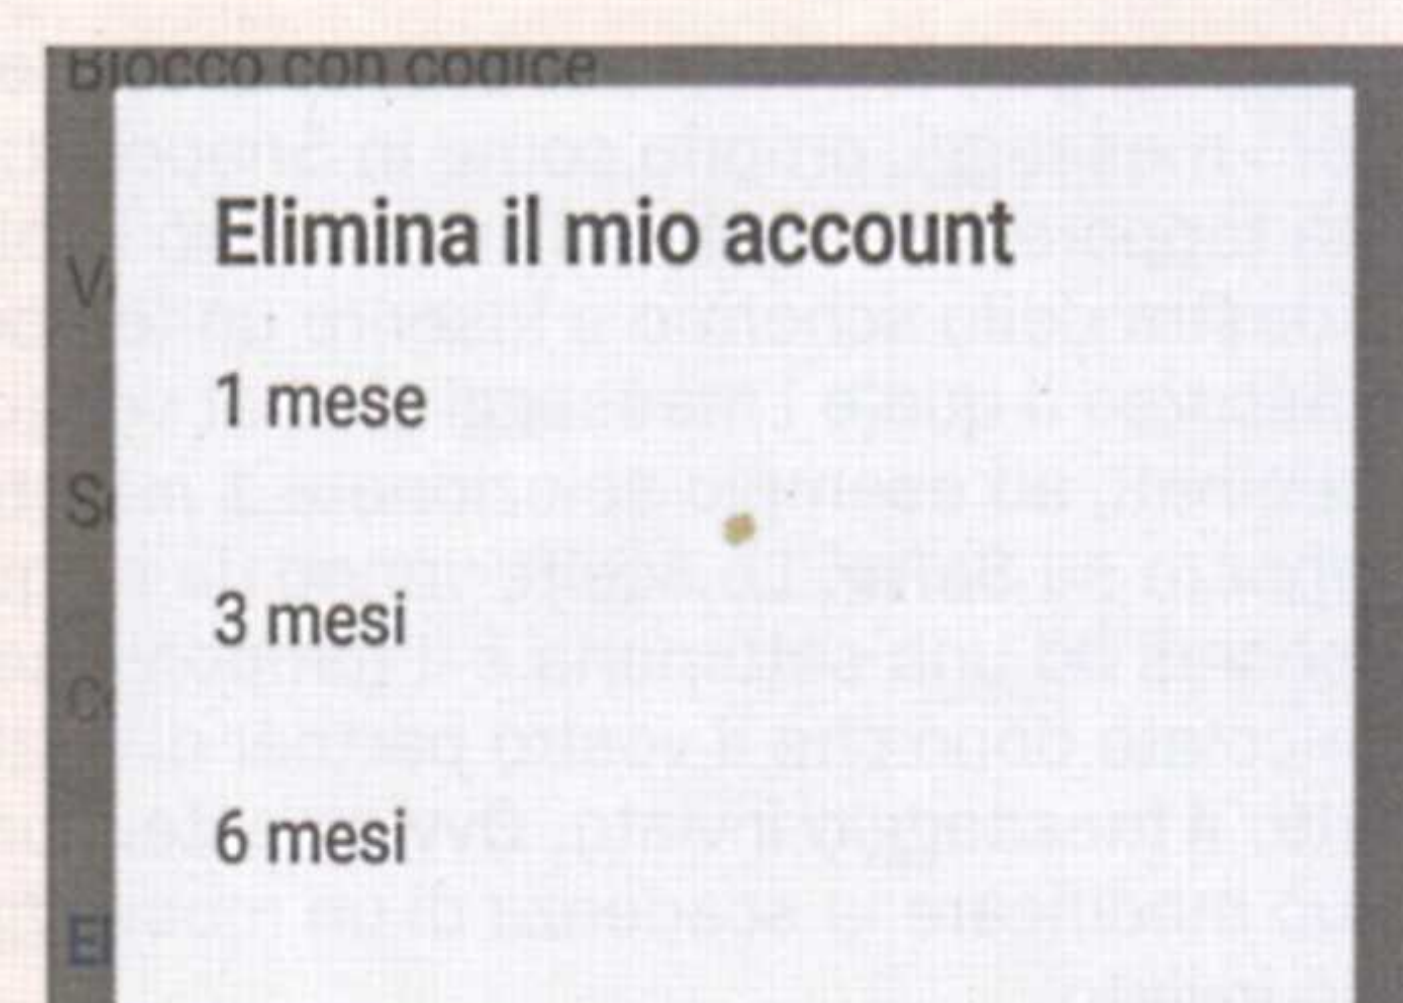 Blocco con codice
Elimina il mio account
1 mese
3 mesi
6 mesi